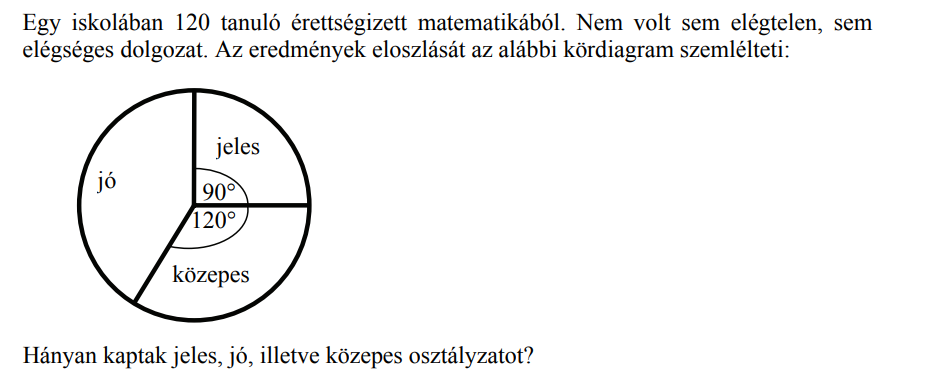 Egy iskolában 120 tanuló érettségizett matematikából. Nem volt sem elégtelen, sem
elégséges dolgozat. Az eredmények eloszlását az alábbi kördiagram szemlélteti:
jeles
jó
90°
120°
közepes
Hányan kaptak jeles, jó, illetve közepes osztályzatot?